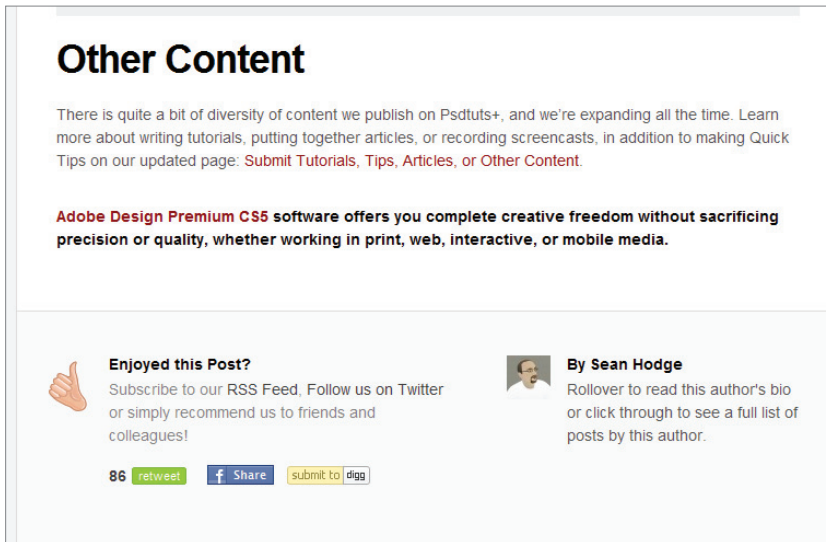 Other Content
There is quite a bit of diversity of content we publish on Psdtuts+, and we're expanding all the time. Learn
more about writing tutorials, putting together articles, or recording screencasts, in addition to making Quick
Tips on our updated page: Submit Tutorials, Tips, Articles, or Other Content.
Adobe Design Premium CS5 software offers you complete creative freedom without sacrificing
precision or quality, whether working in print, web, interactive, or mobile media.
Enjoyed this Post?
Subscribe to our RSS Feed, Follow us on Twitter
or simply recommend us to friends and
colleagues!
86 retweet f Share submit to digg
By Sean Hodge
Rollover to read this author's bio
or click through to see a full list of
posts by this author.